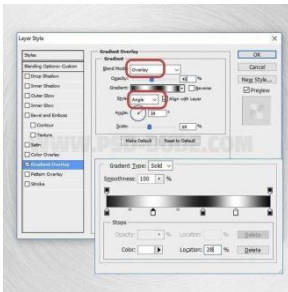 Layer Style
Styles
Blending Options: Custom
Drop Shadow
Inner Shadow
Outer Glow
Inner Glow
Bevel and Emboss
Contour
Texture
Satin
Color Overlay
Gradient Overlay
Pattern Overlay
Stroke
Gradient Overlay
Gradient
Blend Mode: Overlay
Opacity: %
Gradient: Reverse
Style: Angle Align with Layer
Angle: °
Scale: %
Make Default Reset to Default
OK
Cancel
New Style...
Preview
Gradient Type: Solid
Smoothness: 100 %
Stops
Opacity: % Location: Delete
Color: Location: 28 % Delete